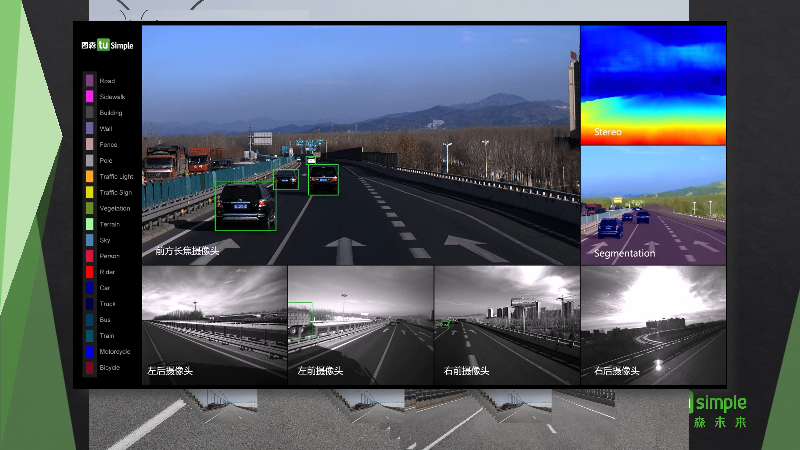 图森 tu Simple
Road
Sidewalk
Building
Wall
Fence
Pole
Traffic Light
Traffic Sign
Vegetation
Terrain
Sky
Person
Rider
Car
Truck
Bus
Train
Motorcycle
Bicycle
前方长焦摄像头
Stereo
Segmentation
左后摄像头
左前摄像头
右前摄像头
右后摄像头
simple
森未来